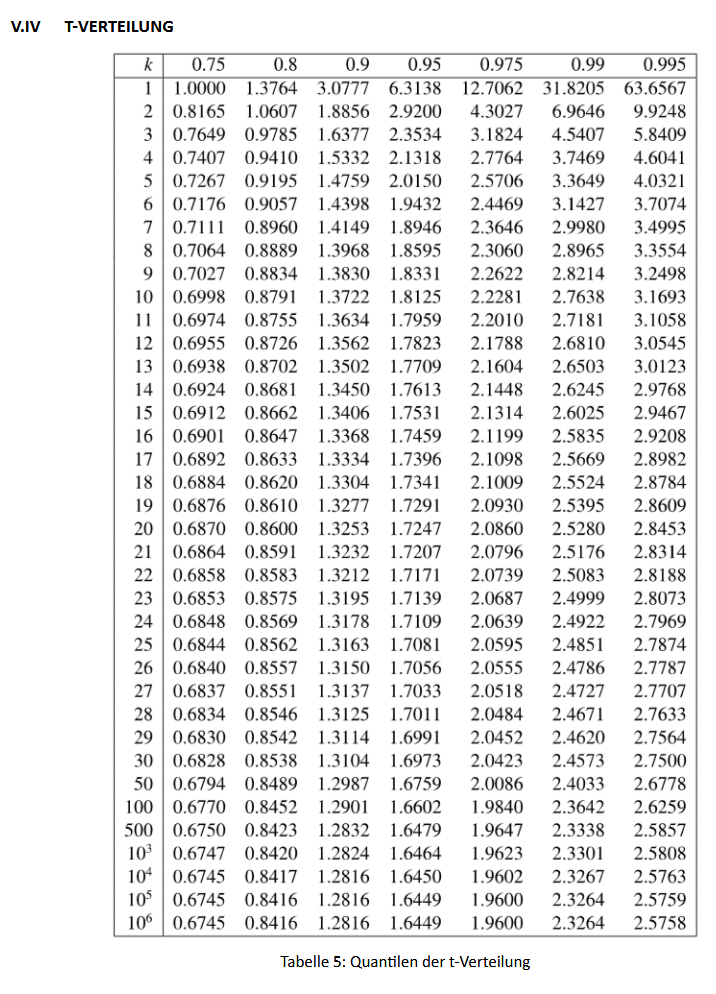 V.IV T-VERTEILUNG
k 0.75 0.8 0.9 0.95 0.975 0.99 0.995
1 1.0000 1.3764 3.0777 6.3138 12.7062 31.8205 63.6567
2 0.8165 1.0607 1.8856 2.9200 4.3027 6.9646 9.9248
3 0.7649 0.9785 1.6377 2.3534 3.1824 4.5407 5.8409
4 0.7407 0.9410 1.5332 2.1318 2.7764 3.7469 4.6041
5 0.7267 0.9195 1.4759 2.0150 2.5706 3.3649 4.0321
6 0.7176 0.9057 1.4398 1.9432 2.4469 3.1427 3.7074
7 0.7111 0.8960 1.4149 1.8946 2.3646 2.9980 3.4995
8 0.7064 0.8889 1.3968 1.8595 2.3060 2.8965 3.3554
9 0.7027 0.8834 1.3830 1.8331 2.2622 2.8214 3.2498
10 0.6998 0.8791 1.3722 1.8125 2.2281 2.7638 3.1693
11 0.6974 0.8755 1.3634 1.7959 2.2010 2.7181 3.1058
12 0.6955 0.8726 1.3562 1.7823 2.1788 2.6810 3.0545
13 0.6938 0.8702 1.3502 1.7709 2.1604 2.6503 3.0123
14 0.6924 0.8681 1.3450 1.7613 2.1448 2.6245 2.9768
15 0.6912 0.8662 1.3406 1.7531 2.1314 2.6025 2.9467
16 0.6901 0.8647 1.3368 1.7459 2.1199 2.5835 2.9208
17 0.6892 0.8633 1.3334 1.7396 2.1098 2.5669 2.8982
18 0.6884 0.8620 1.3304 1.7341 2.1009 2.5524 2.8784
19 0.6876 0.8610 1.3277 1.7291 2.0930 2.5395 2.8609
20 0.6870 0.8600 1.3253 1.7247 2.0860 2.5280 2.8453
21 0.6864 0.8591 1.3232 1.7207 2.0796 2.5176 2.8314
22 0.6858 0.8583 1.3212 1.7171 2.0739 2.5083 2.8188
23 0.6853 0.8575 1.3195 1.7139 2.0687 2.4999 2.8073
24 0.6848 0.8569 1.3178 1.7109 2.0639 2.4922 2.7969
25 0.6844 0.8562 1.3163 1.7081 2.0595 2.4851 2.7874
26 0.6840 0.8557 1.3150 1.7056 2.0555 2.4786 2.7787
27 0.6837 0.8551 1.3137 1.7033 2.0518 2.4727 2.7707
28 0.6834 0.8546 1.3125 1.7011 2.0484 2.4671 2.7633
29 0.6830 0.8542 1.3114 1.6991 2.0452 2.4620 2.7564
30 0.6828 0.8538 1.3104 1.6973 2.0423 2.4573 2.7500
50 0.6794 0.8489 1.2987 1.6759 2.0086 2.4033 2.6778
100 0.6770 0.8452 1.2901 1.6602 1.9840 2.3642 2.6259
500 0.6750 0.8423 1.2832 1.6479 1.9647 2.3338 2.5857
10³ 0.6747 0.8420 1.2824 1.6464 1.9623 2.3301 2.5808
10⁴ 0.6745 0.8417 1.2816 1.6450 1.9602 2.3267 2.5763
10⁵ 0.6745 0.8416 1.2816 1.6449 1.9600 2.3264 2.5759
10⁶ 0.6745 0.8416 1.2816 1.6449 1.9600 2.3264 2.5758
Tabelle 5: Quantilen der t-Verteilung